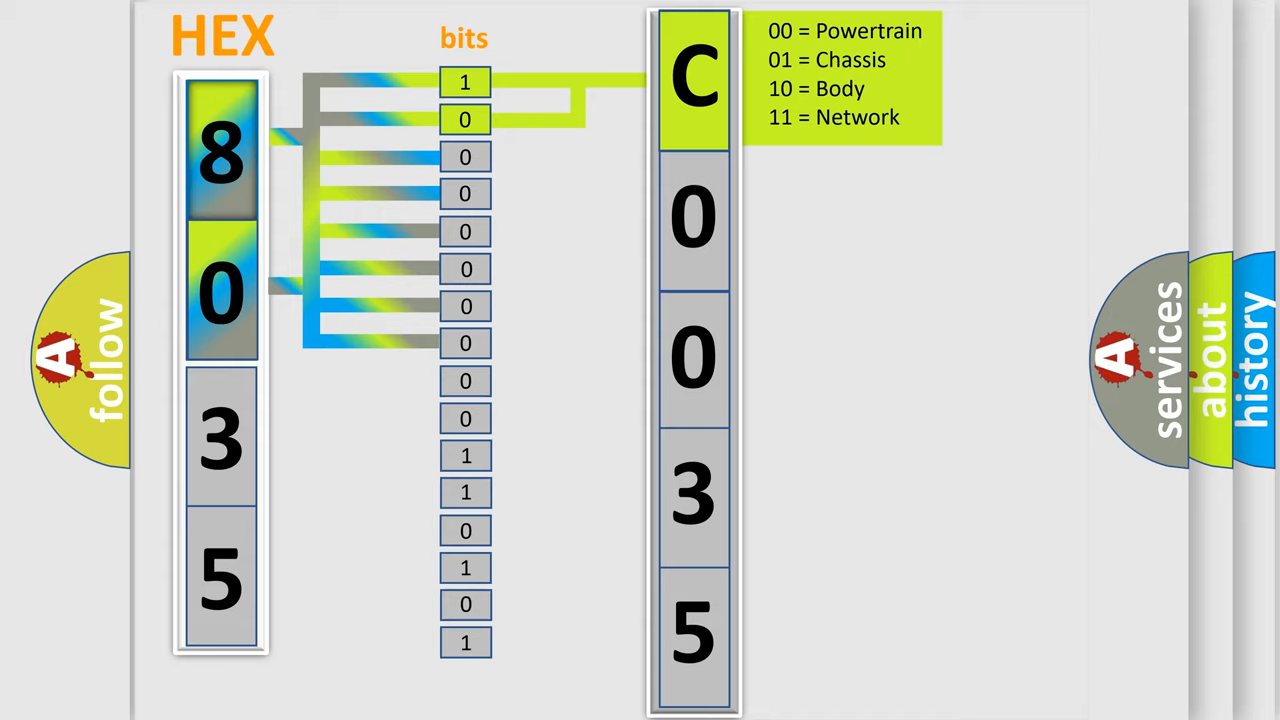 HEX
bits
8
0
3
5
1
0
0
0
0
0
0
0
0
0
1
1
0
1
0
1
C
0
0
3
5
00 = Powertrain
01 = Chassis
10 = Body
11 = Network
A
follow
A
services
about
history